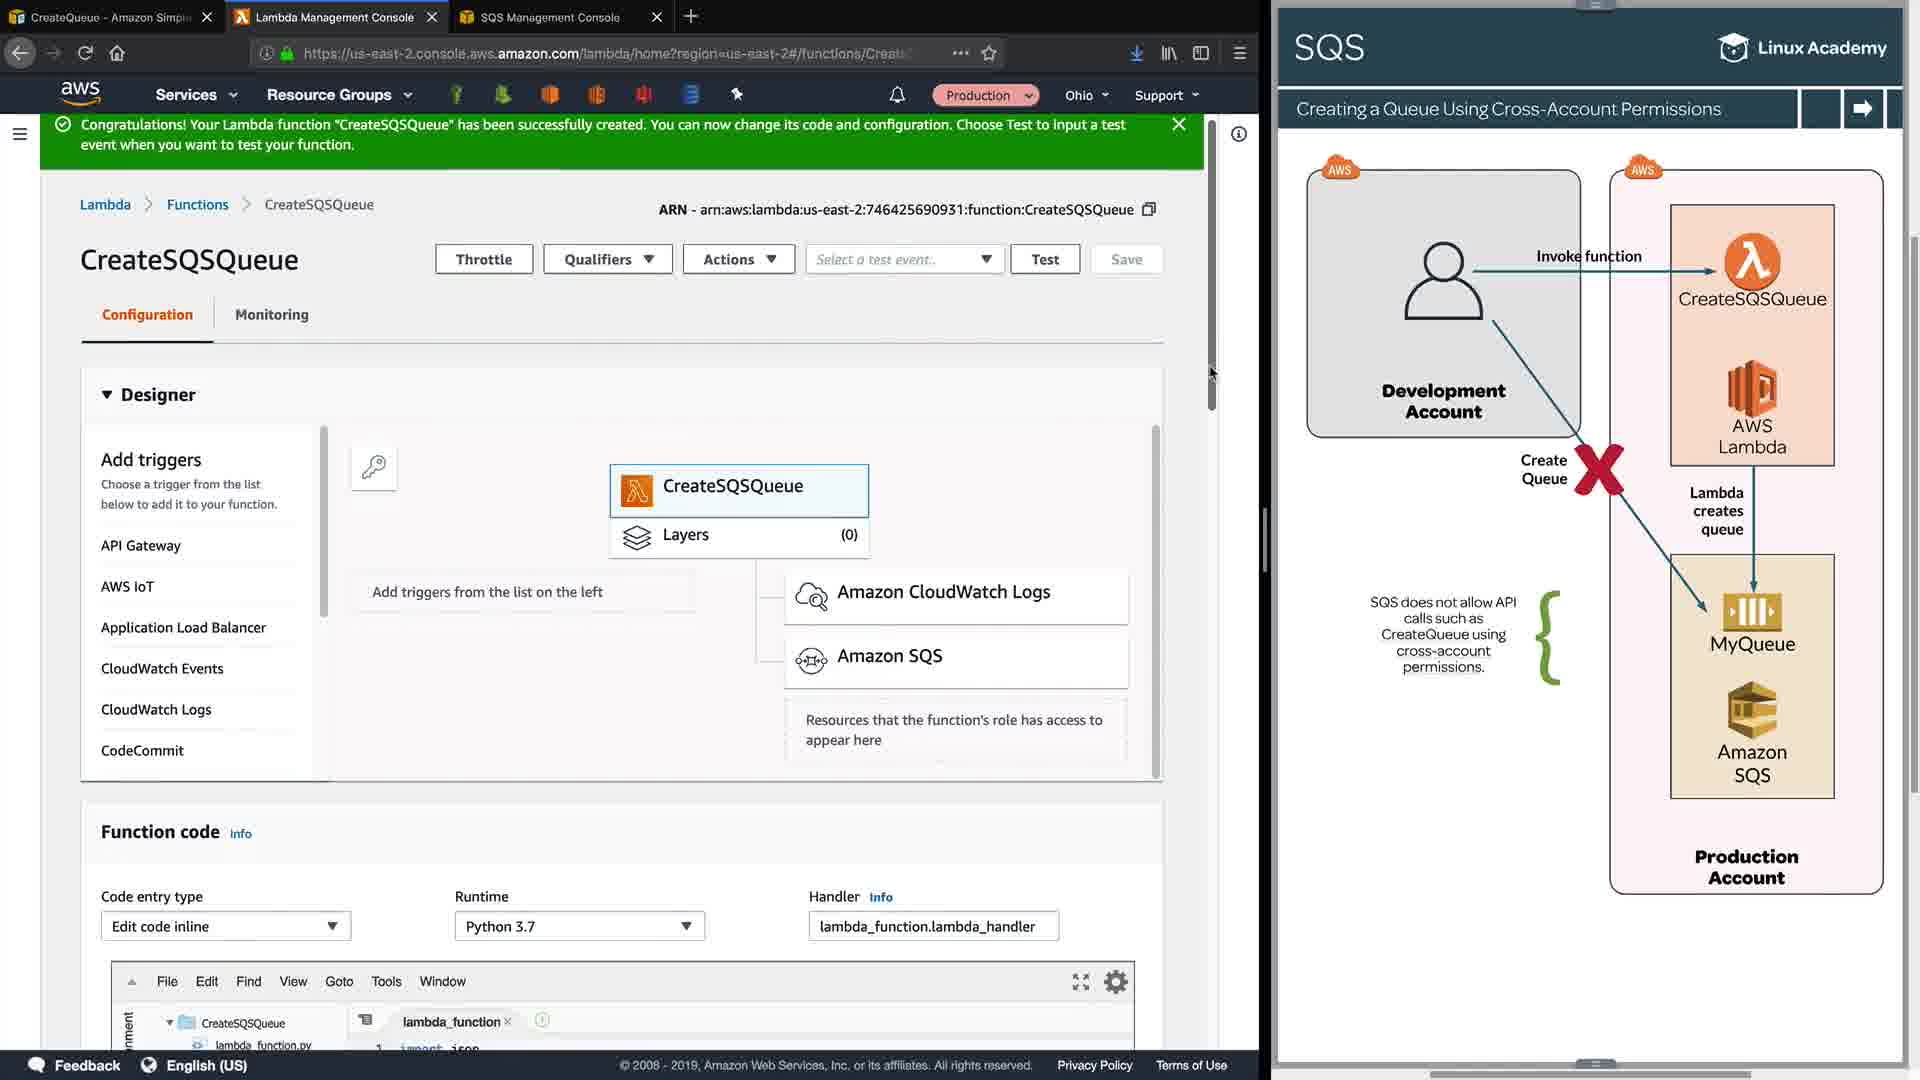 CreateQueue - Amazon Simple
Lambda Management Console
SQS Management Console
https://us-east-2.console.aws.amazon.com/lambda/home?region=us-east-2#/functions/Create
aws
Services
Resource Groups
Production
Ohio
Support
Congratulations! Your Lambda function "CreateSQSQueue" has been successfully created. You can now change its code and configuration. Choose Test to input a test
event when you want to test your function.
Lambda
Functions
CreateSQSQueue
ARN - arn:aws:lambda:us-east-2:746425690931:function:CreateSQSQueue
CreateSQSQueue
Throttle
Qualifiers
Actions
Select a test event..
Test
Save
Configuration
Monitoring
Designer
Add triggers
Choose a trigger from the list
below to add it to your function.
API Gateway
AWS IoT
Application Load Balancer
CloudWatch Events
CloudWatch Logs
CodeCommit
CreateSQSQueue
Layers
(0)
Add triggers from the list on the left
Amazon CloudWatch Logs
Amazon SQS
Resources that the function's role has access to
appear here
Function code Info
Code entry type
Edit code inline
Runtime
Python 3.7
Handler Info
lambda_function.lambda_handler
File Edit Find View Goto Tools Window
CreateSQSQueue
lambda_function.py
lambda_function
1 import json
Feedback
English (US)
© 2008 - 2019, Amazon Web Services, Inc. or its affiliates. All rights reserved.
Privacy Policy
Terms of Use
SQS
Linux Academy
Creating a Queue Using Cross-Account Permissions
AWS
AWS
Invoke function
CreateSQSQueue
Development
Account
AWS
Lambda
Create
Queue
Lambda
creates
queue
SQS does not allow API
calls such as
CreateQueue using
cross-account
permissions.
MyQueue
Amazon
SQS
Production
Account